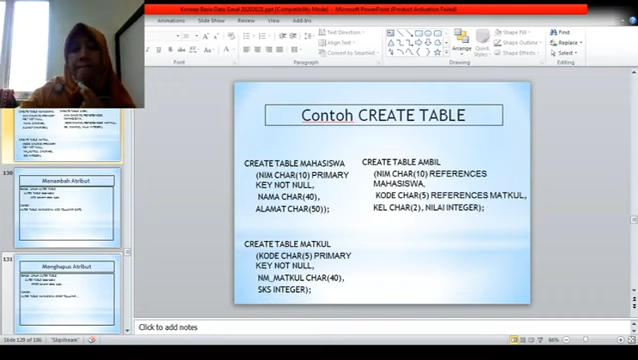 Konsep Basis Data Gasal 20202021.ppt [Compatibility Mode] - Microsoft PowerPoint (Product Activation Failed)
Animations
Slide Show
Review
View
Add-Ins
Text Direction
Align Text
Convert to SmartArt
Arrange
Quick
Styles
Shape Fill
Shape Outline
Shape Effects
Find
Replace
Select
Font
Paragraph
Drawing
Editing
130
Menambah Atribut
131
Menghapus Atribut
Contoh CREATE TABLE
CREATE TABLE MAHASISWA
(NIM CHAR(10) PRIMARY
KEY NOT NULL,
NAMA CHAR(40),
ALAMAT CHAR(50));
CREATE TABLE MATKUL
(KODE CHAR(5) PRIMARY
KEY NOT NULL,
NM_MATKUL CHAR(40),
SKS INTEGER);
CREATE TABLE AMBIL
(NIM CHAR(10) REFERENCES
MAHASISWA,
KODE CHAR(5) REFERENCES MATKUL,
KEL CHAR(2), NILAI INTEGER);
Click to add notes
Slide 129 of 186
"Slipstream"
66%